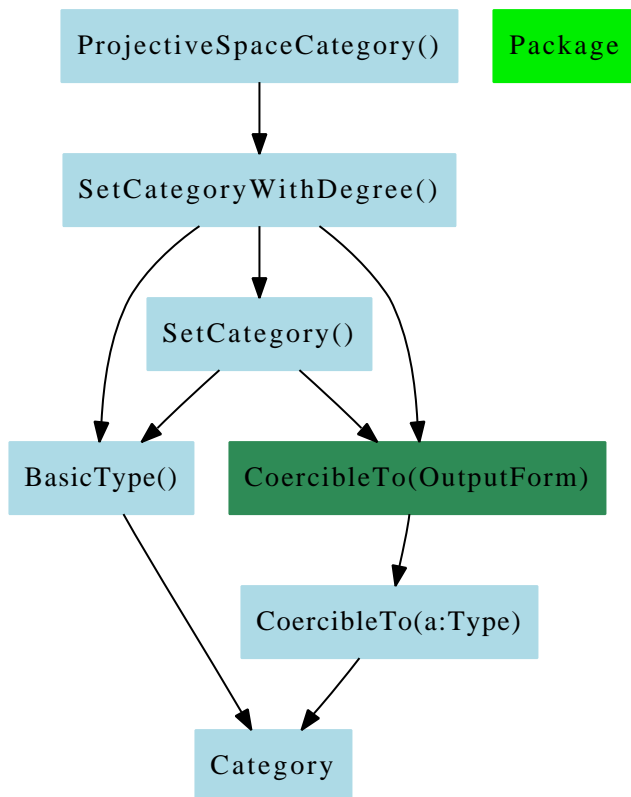 ProjectiveSpaceCategory()
Package
SetCategoryWithDegree()
SetCategory()
BasicType()
CoercibleTo(OutputForm)
CoercibleTo(a:Type)
Category